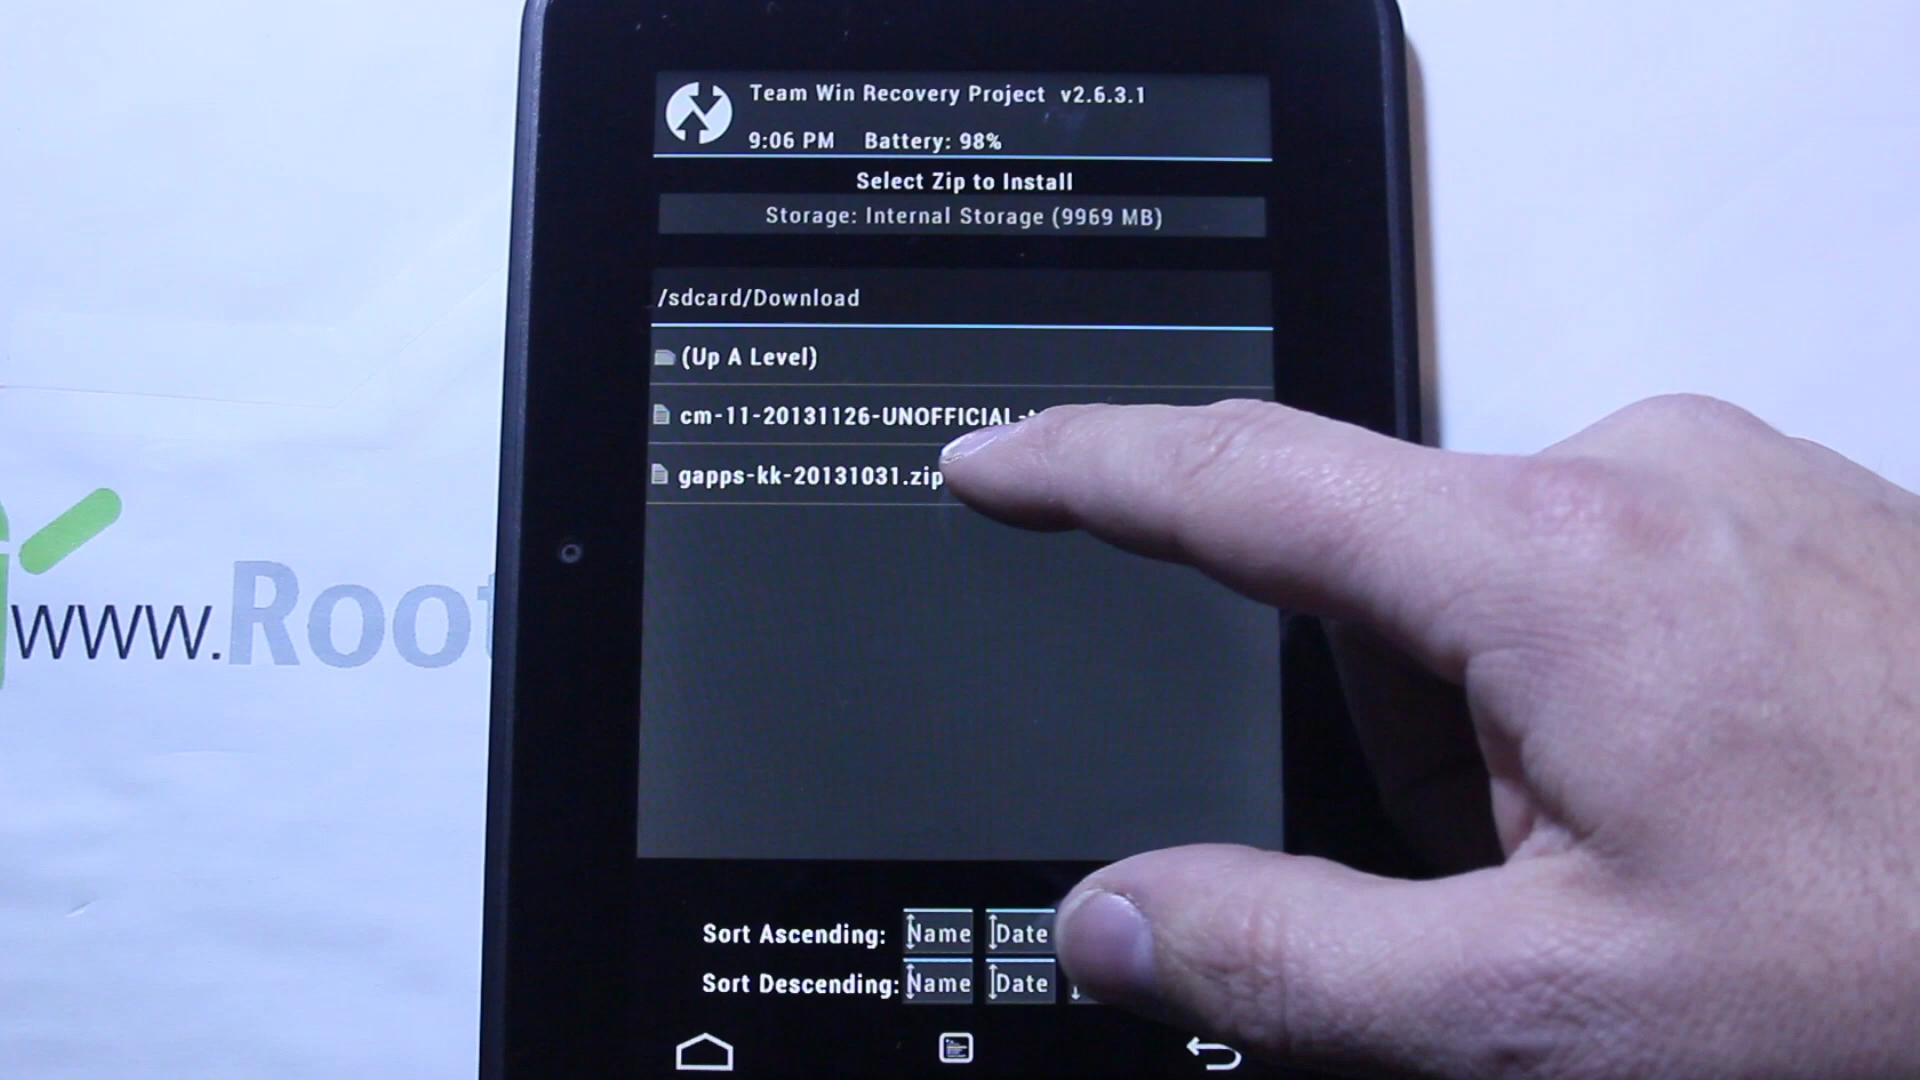 Team Win Recovery Project v2.6.3.1
9:06 PM Battery: 98%
Select Zip to Install
Storage: Internal Storage (9969 MB)
/sdcard/Download
(Up A Level)
cm-11-20131126-UNOFFICIAL-
gapps-kk-20131031.zip
www.Root
Sort Ascending: Name Date
Sort Descending: Name Date